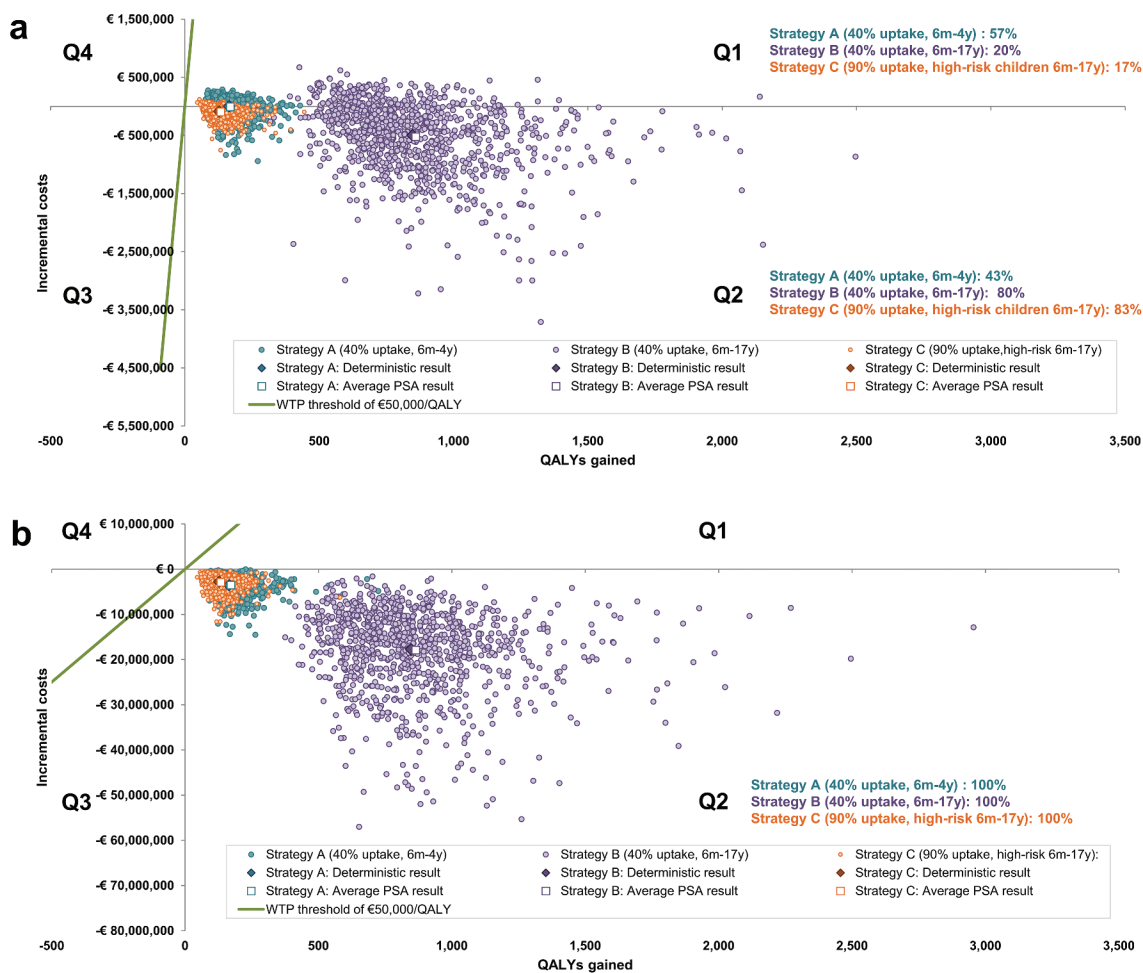 a
€ 1,500,000
Q4
Q1
Strategy A (40% uptake, 6m-4y) : 57%
Strategy B (40% uptake, 6m-17y): 20%
Strategy C (90% uptake, high-risk children 6m-17y): 17%
€ 500,000
-€ 500,000
-€ 1,500,000
-€ 2,500,000
Incremental costs
Q3
Q2
Strategy A (40% uptake, 6m-4y): 43%
Strategy B (40% uptake, 6m-17y): 80%
Strategy C (90% uptake, high-risk children 6m-17y): 83%
-€ 3,500,000
-€ 4,500,000
-€ 5,500,000
Strategy A (40% uptake, 6m-4y)
Strategy B (40% uptake, 6m-17y)
Strategy C (90% uptake,high-risk 6m-17y)
Strategy A: Deterministic result
Strategy B: Deterministic result
Strategy C: Deterministic result
Strategy A: Average PSA result
Strategy B: Average PSA result
Strategy C: Average PSA result
WTP threshold of €50,000/QALY
-500 0 500 1,000 1,500 2,000 2,500 3,000 3,500
QALYs gained
b
€ 10,000,000
Q4
Q1
€ 0
-€ 10,000,000
-€ 20,000,000
-€ 30,000,000
-€ 40,000,000
-€ 50,000,000
Incremental costs
Q3
Q2
Strategy A (40% uptake, 6m-4y) : 100%
Strategy B (40% uptake, 6m-17y): 100%
Strategy C (90% uptake, high-risk 6m-17y): 100%
-€ 60,000,000
-€ 70,000,000
-€ 80,000,000
Strategy A (40% uptake, 6m-4y)
Strategy B (40% uptake, 6m-17y)
Strategy C (90% uptake, high-risk 6m-17y):
Strategy A: Deterministic result
Strategy B: Deterministic result
Strategy C: Deterministic result
Strategy A: Average PSA result
Strategy B: Average PSA result
Strategy C: Average PSA result
WTP threshold of €50,000/QALY
-500 0 500 1,000 1,500 2,000 2,500 3,000 3,500
QALYs gained